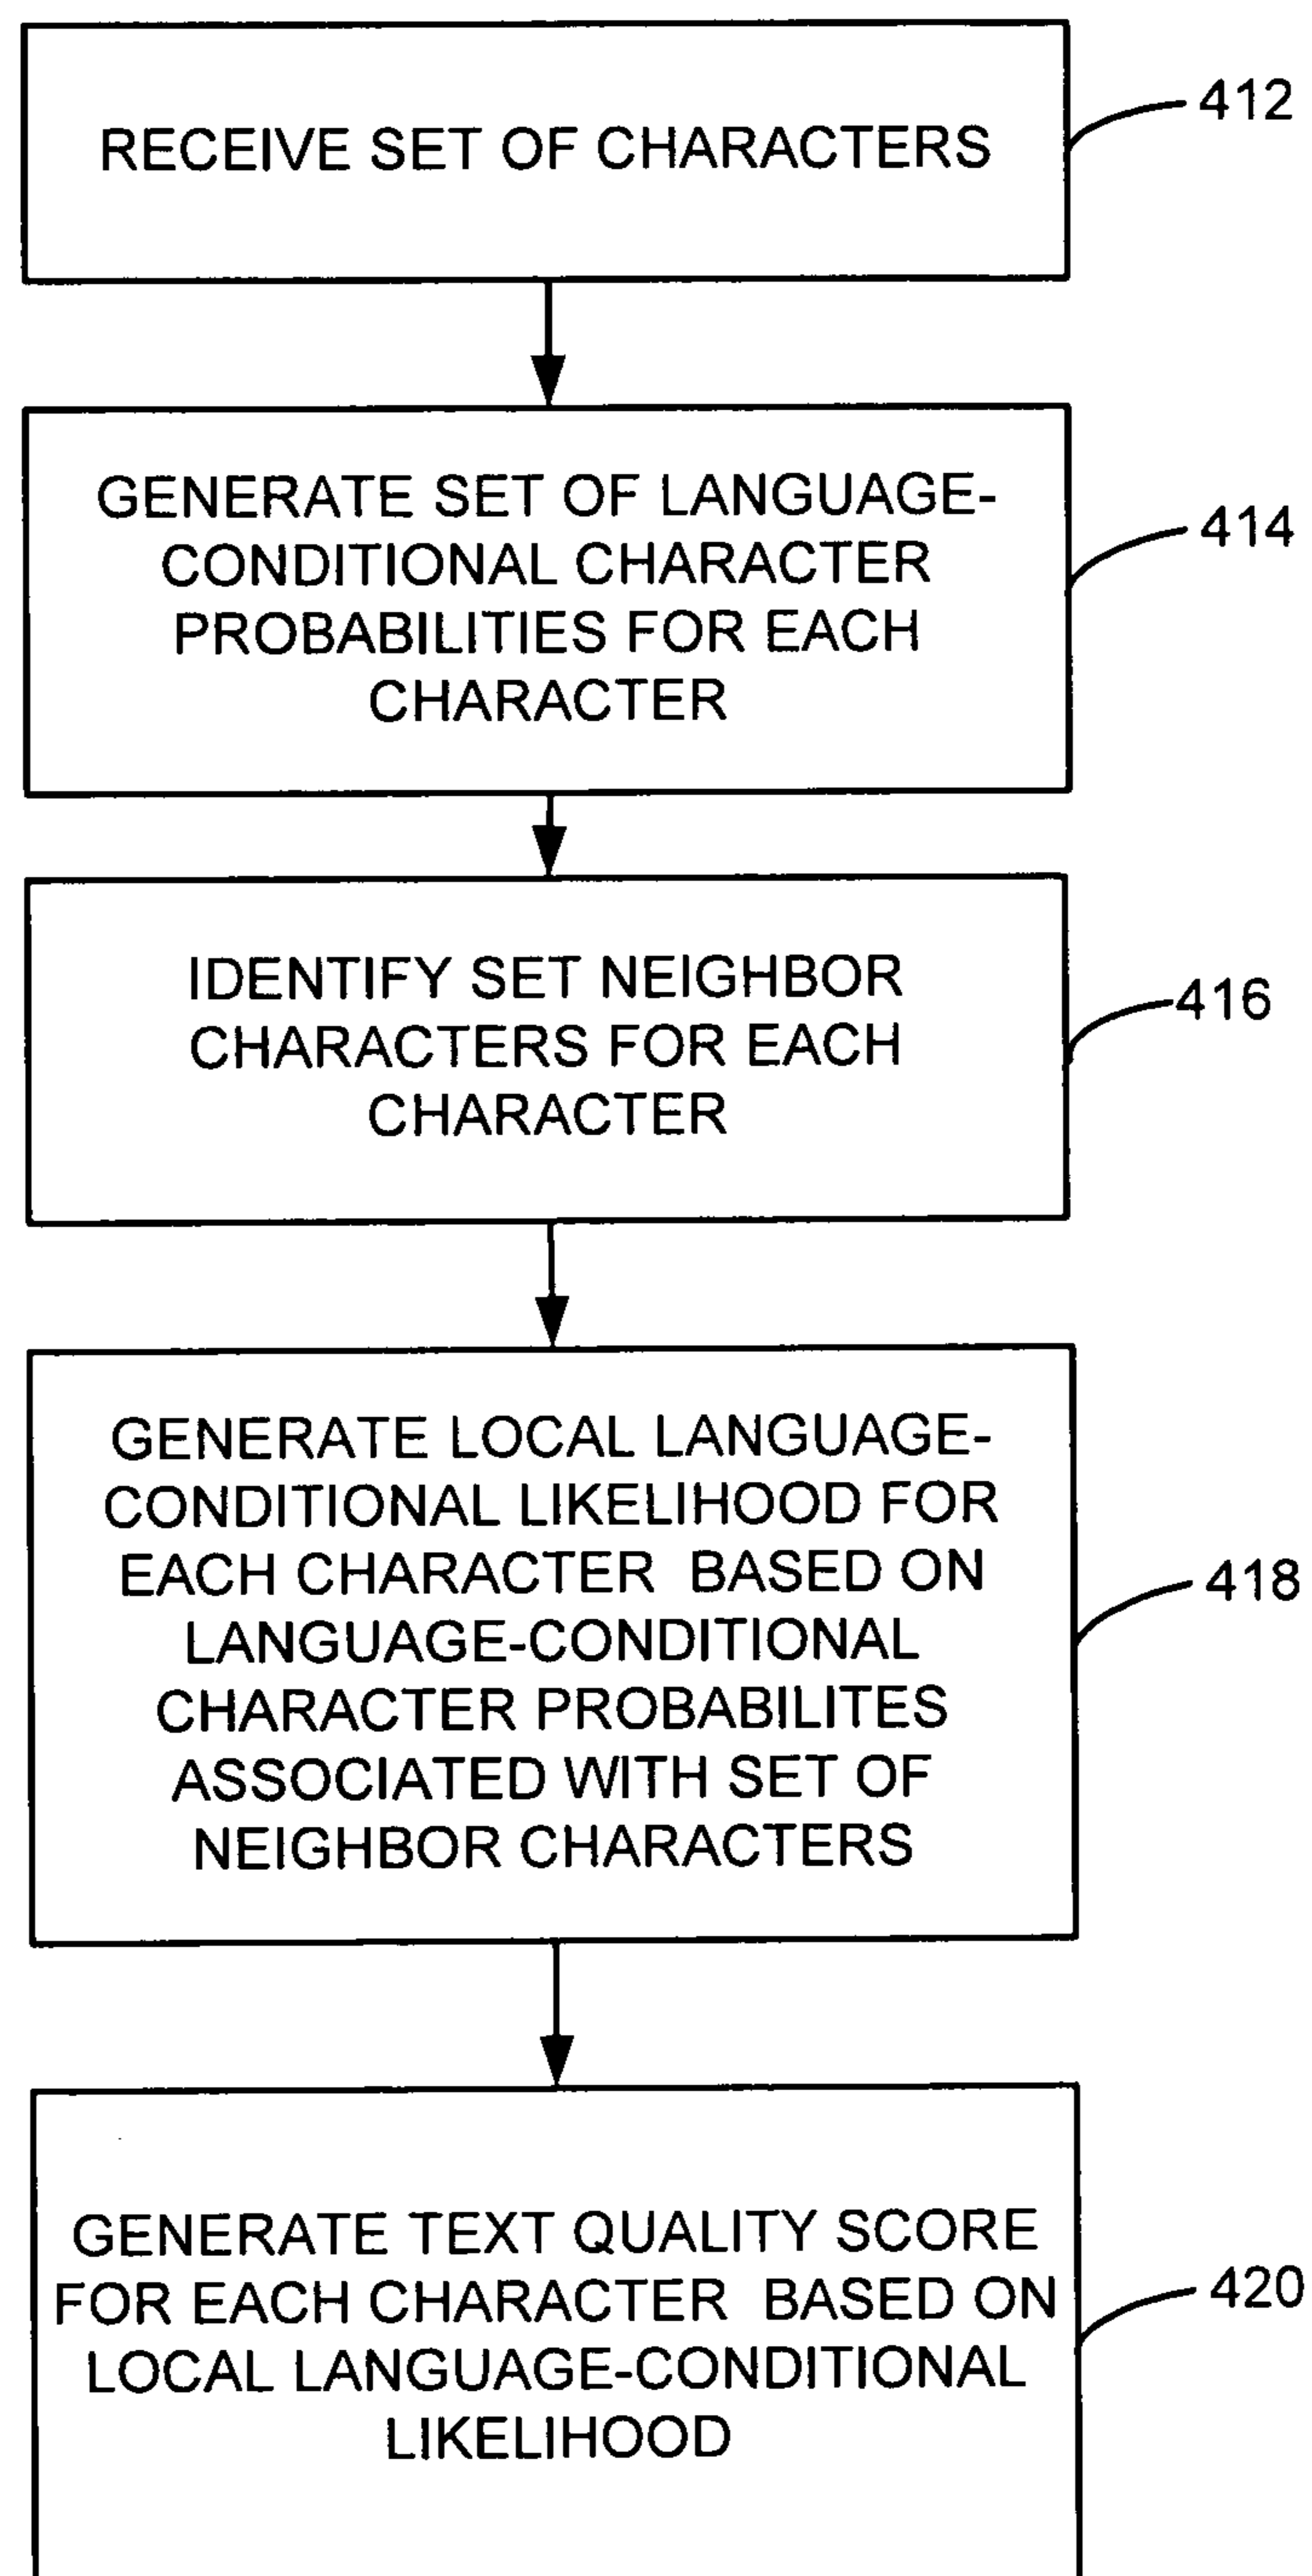 RECEIVE SET OF CHARACTERS
412
GENERATE SET OF LANGUAGE-
CONDITIONAL CHARACTER
PROBABILITIES FOR EACH
CHARACTER
414
IDENTIFY SET NEIGHBOR
CHARACTERS FOR EACH
CHARACTER
416
GENERATE LOCAL LANGUAGE-
CONDITIONAL LIKELIHOOD FOR
EACH CHARACTER BASED ON
LANGUAGE-CONDITIONAL
CHARACTER PROBABILITES
ASSOCIATED WITH SET OF
NEIGHBOR CHARACTERS
418
GENERATE TEXT QUALITY SCORE
FOR EACH CHARACTER BASED ON
LOCAL LANGUAGE-CONDITIONAL
LIKELIHOOD
420